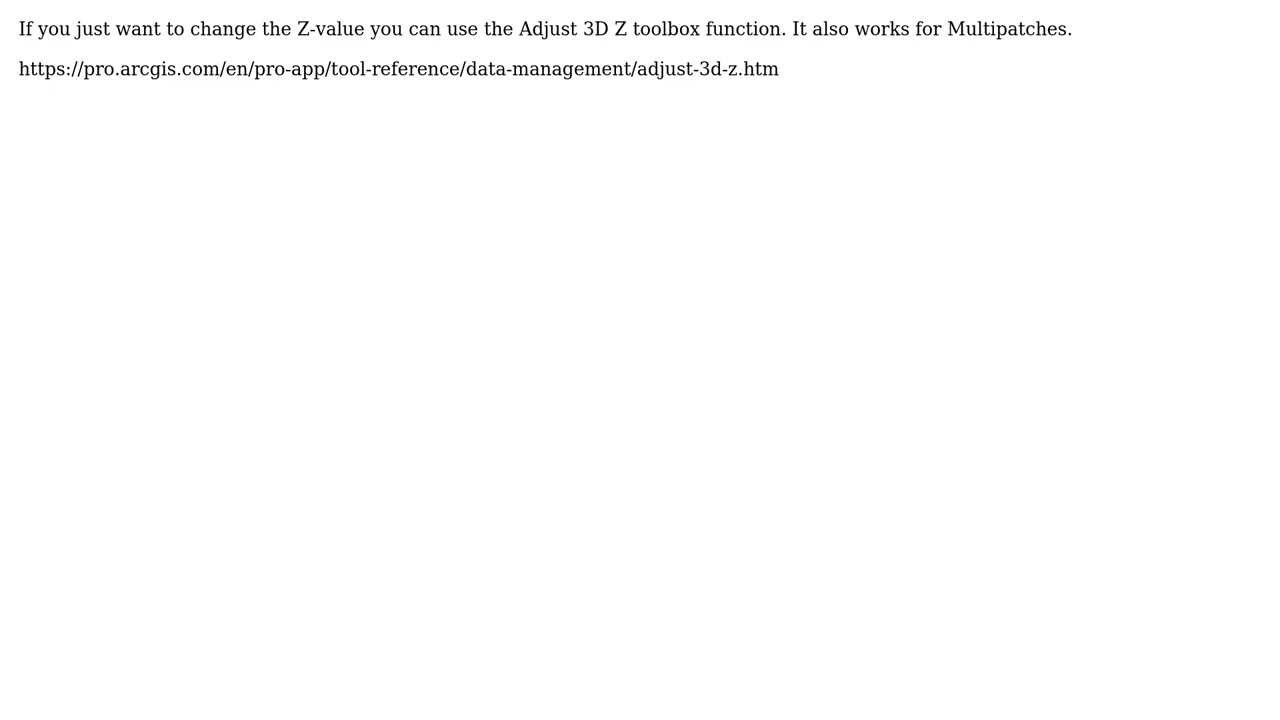 If you just want to change the Z-value you can use the Adjust 3D Z toolbox function. It also works for Multipatches.
https://pro.arcgis.com/en/pro-app/tool-reference/data-management/adjust-3d-z.htm